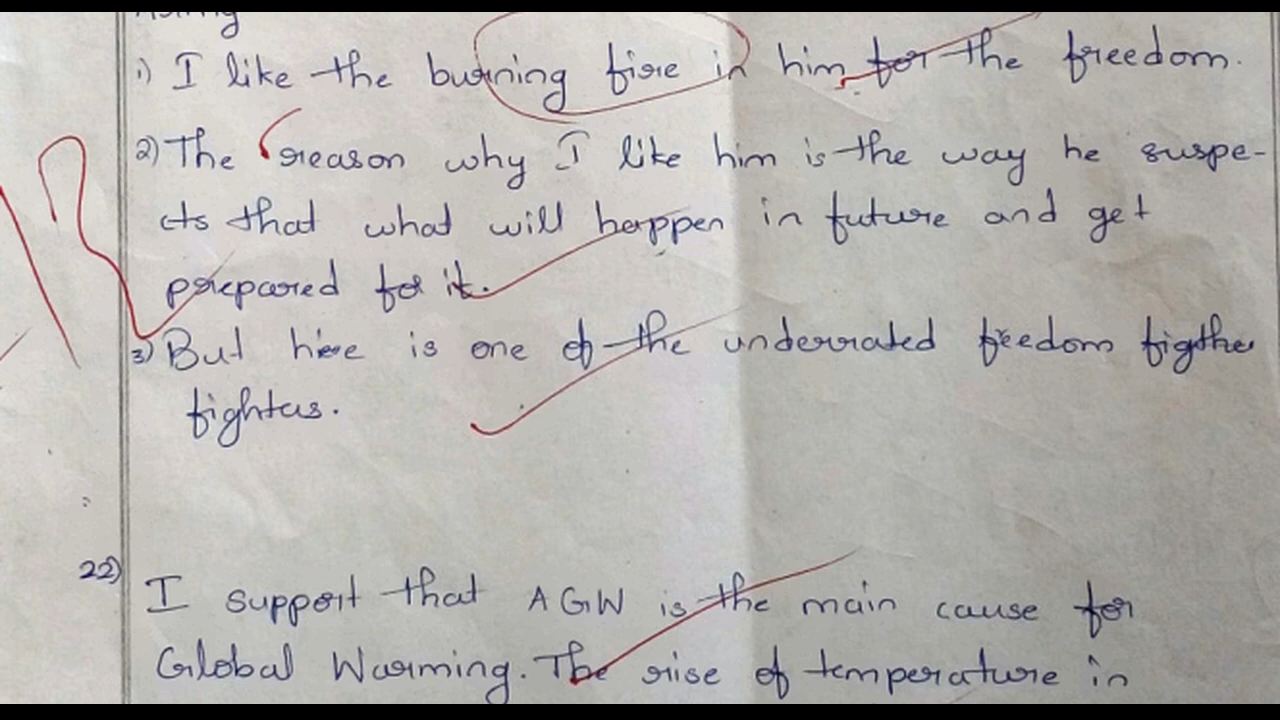 1) I like the burning fire in him for the freedom.
2) The reason why I like him is the way he suspe-
cts that what will happen in future and get
prepared for it.
3) But he is one of the underrated freedom figthe
fighters.
22)
I support that AGW is the main cause for
Global Warming. The rise of temperature in